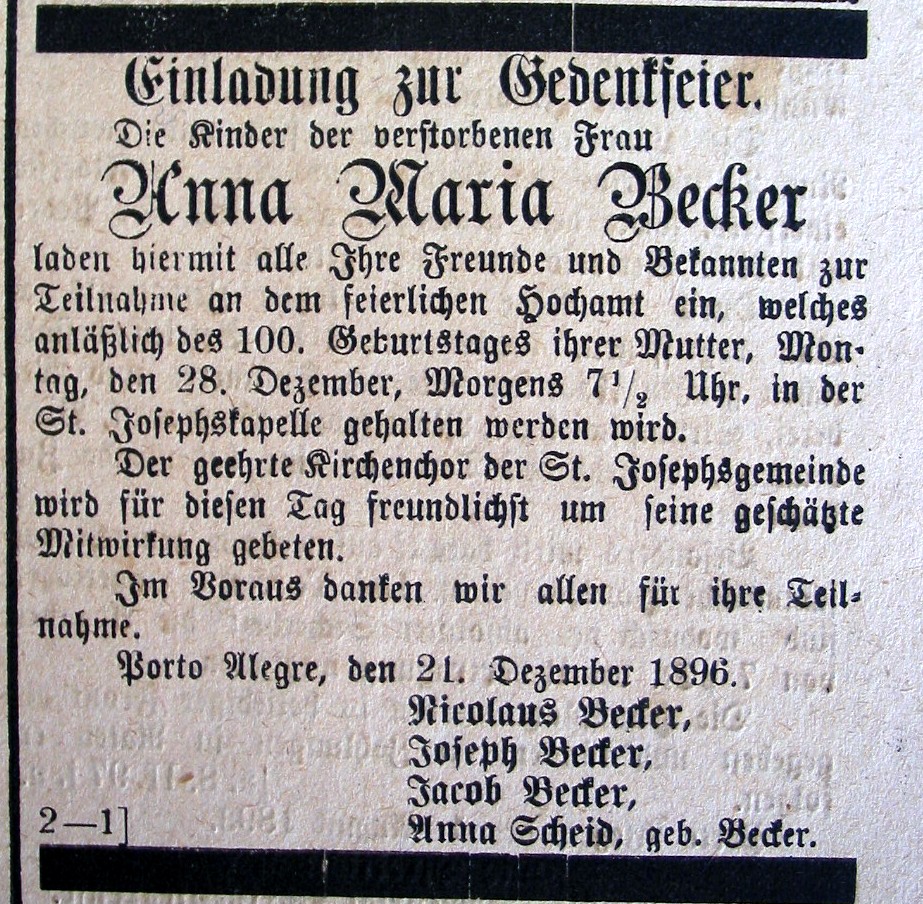 Einladung zur Gedenkfeier.
Die Kinder der verstorbenen Frau
Anna Maria Becker
laden hiermit alle Ihre Freunde und Bekannten zur
Teilnahme an dem feierlichen Hochamt ein, welches
anläßlich des 100. Geburtstages ihrer Mutter, Mon-
tag, den 28. Dezember, Morgens 7 1/2 Uhr, in der
St. Josephskapelle gehalten werden wird.
Der geehrte Kirchenchor der St. Josephsgemeinde
wird für diesen Tag freundlichst um seine geschätzte
Mitwirkung gebeten.
Im Voraus danken wir allen für ihre Teil-
nahme.
Porto Alegre, den 21. Dezember 1896.
Nicolaus Becker,
Joseph Becker,
Jacob Becker,
2—1] Anna Scheid, geb. Becker.